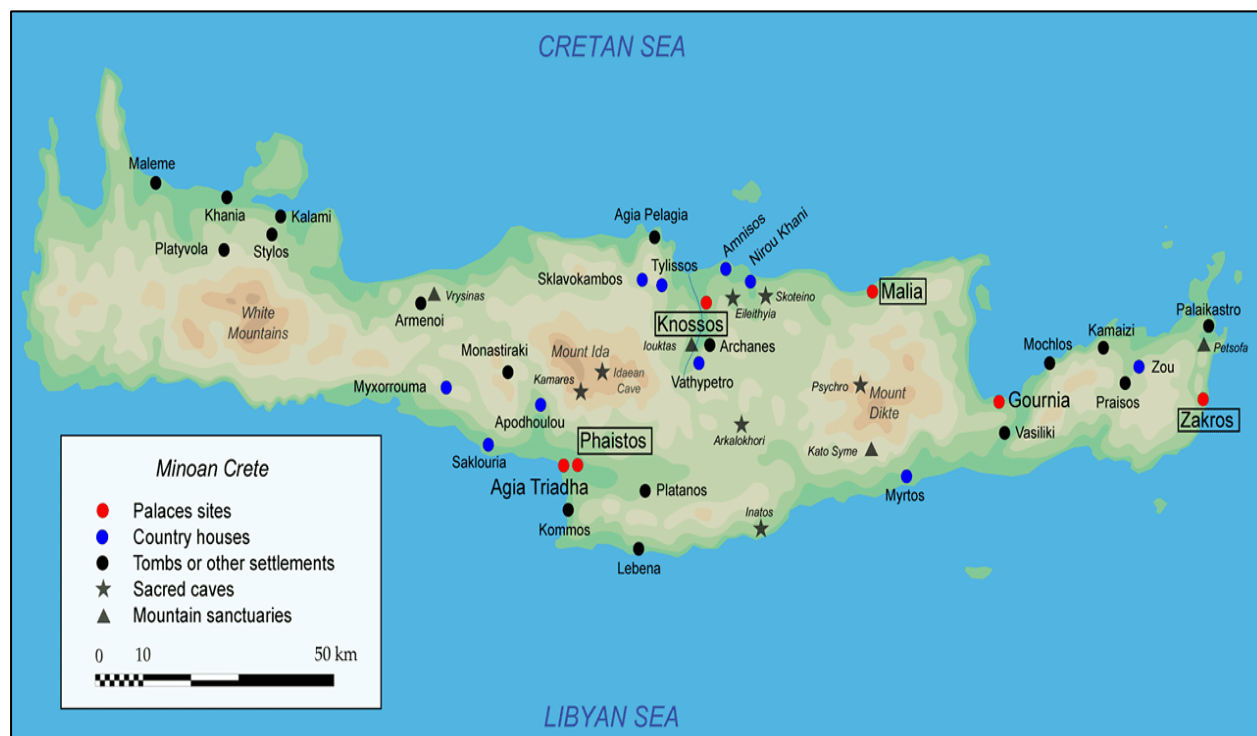 CRETAN SEA
Maleme
Khania
Kalami
Platyvola
Stylos
White
Mountains
Agia Pelagia
Amnisos
Nirou Khani
Sklavokambos
Tylissos
Skoteino
Eileithyia
Malia
Vrysinas
Armenoi
Knossos
Palaikastro
Kamaizi
Petsofa
Mochlos
Zou
Iouktas
Archanes
Mount Ida
Monastiraki
Idaean
Cave
Kamares
Vathypetro
Myxorrouma
Psychro
Mount
Dikte
Praisos
Gournia
Zakros
Apodhoulou
Arkalokhori
Vasiliki
Phaistos
Kato Syme
Saklouria
Agia Triadha
Platanos
Myrtos
Kommos
Inatos
Lebena
Minoan Crete
Palaces sites
Country houses
Tombs or other settlements
Sacred caves
Mountain sanctuaries
0 10 50 km
LIBYAN SEA